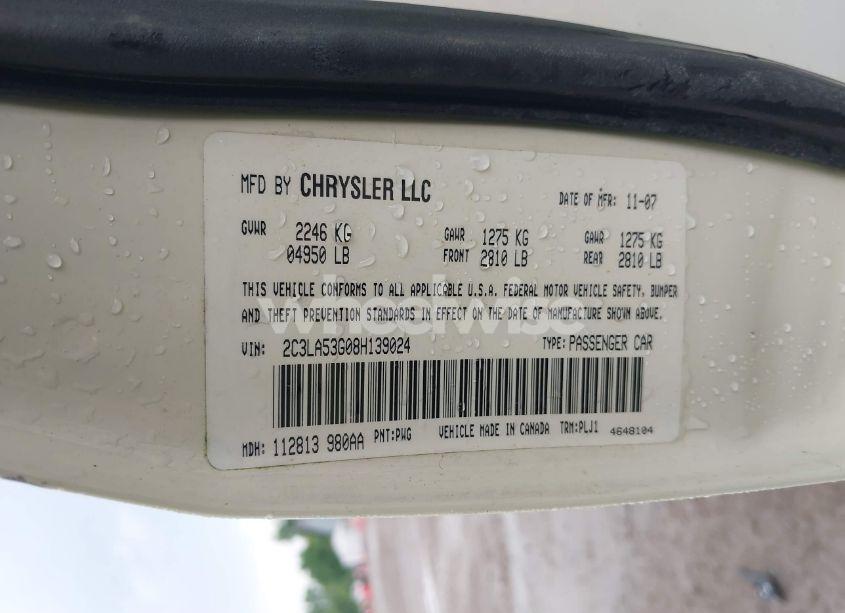 MFD BY CHRYSLER LLC DATE OF MFR: 11-07
GVWR 2246 KG GAWR 1275 KG GAWR 1275 KG
04950 LB FRONT 2810 LB REAR 2810 LB
THIS VEHICLE CONFORMS TO ALL APPLICABLE U.S.A. FEDERAL MOTOR VEHICLE SAFETY, BUMPER
AND THEFT PREVENTION STANDARDS IN EFFECT ON THE DATE OF MANUFACTURE SHOWN ABOVE.
wheelwise
VIN: 2C3LA53G08H139024 TYPE: PASSENGER CAR
MDH: 112813 980AA PNT:PWG VEHICLE MADE IN CANADA TRM:PLJ1 4648104